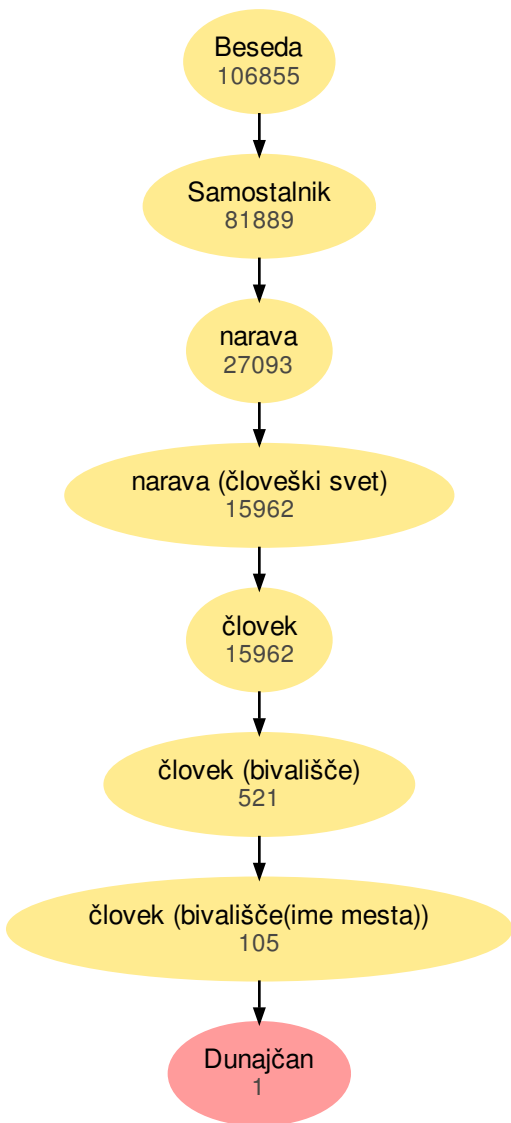 Beseda
106855
Samostalnik
81889
narava
27093
narava (človeški svet)
15962
človek
15962
človek (bivališče)
521
človek (bivališče(ime mesta))
105
Dunajčan
1